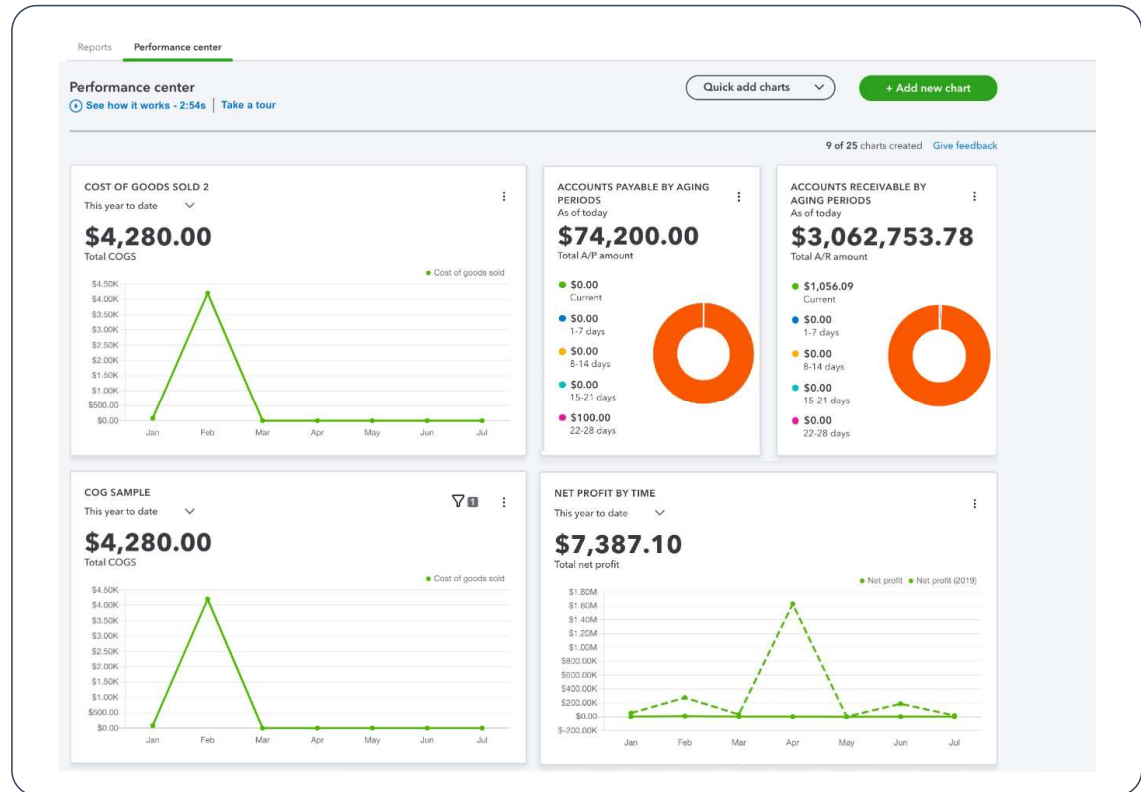 Reports Performance center
Performance center
See how it works - 2:54s | Take a tour
Quick add charts
+ Add new chart
9 of 25 charts created Give feedback
COST OF GOODS SOLD 2
This year to date
$4,280.00
Total COGS
Cost of goods sold
$4.50K
$4.00K
$3.50K
$3.00K
$2.50K
$2.00K
$1.50K
$1.00K
$500.00
$0.00
Jan Feb Mar Apr May Jun Jul
ACCOUNTS PAYABLE BY AGING
PERIODS
As of today
$74,200.00
Total A/P amount
$0.00
Current
$0.00
1-7 days
$0.00
8-14 days
$0.00
15-21 days
$100.00
22-28 days
ACCOUNTS RECEIVABLE BY
AGING PERIODS
As of today
$3,062,753.78
Total A/R amount
$1,056.09
Current
$0.00
1-7 days
$0.00
8-14 days
$0.00
15-21 days
$0.00
22-28 days
COG SAMPLE
1
This year to date
$4,280.00
Total COGS
Cost of goods sold
$4.50K
$4.00K
$3.50K
$3.00K
$2.50K
$2.00K
$1.50K
$1.00K
$500.00
$0.00
Jan Feb Mar Apr May Jun Jul
NET PROFIT BY TIME
This year to date
$7,387.10
Total net profit
Net profit Net profit (2019)
$1.80M
$1.60M
$1.40M
$1.20M
$1.00M
$800.00K
$600.00K
$400.00K
$200.00K
$0.00
$-200.00K
Jan Feb Mar Apr May Jun Jul